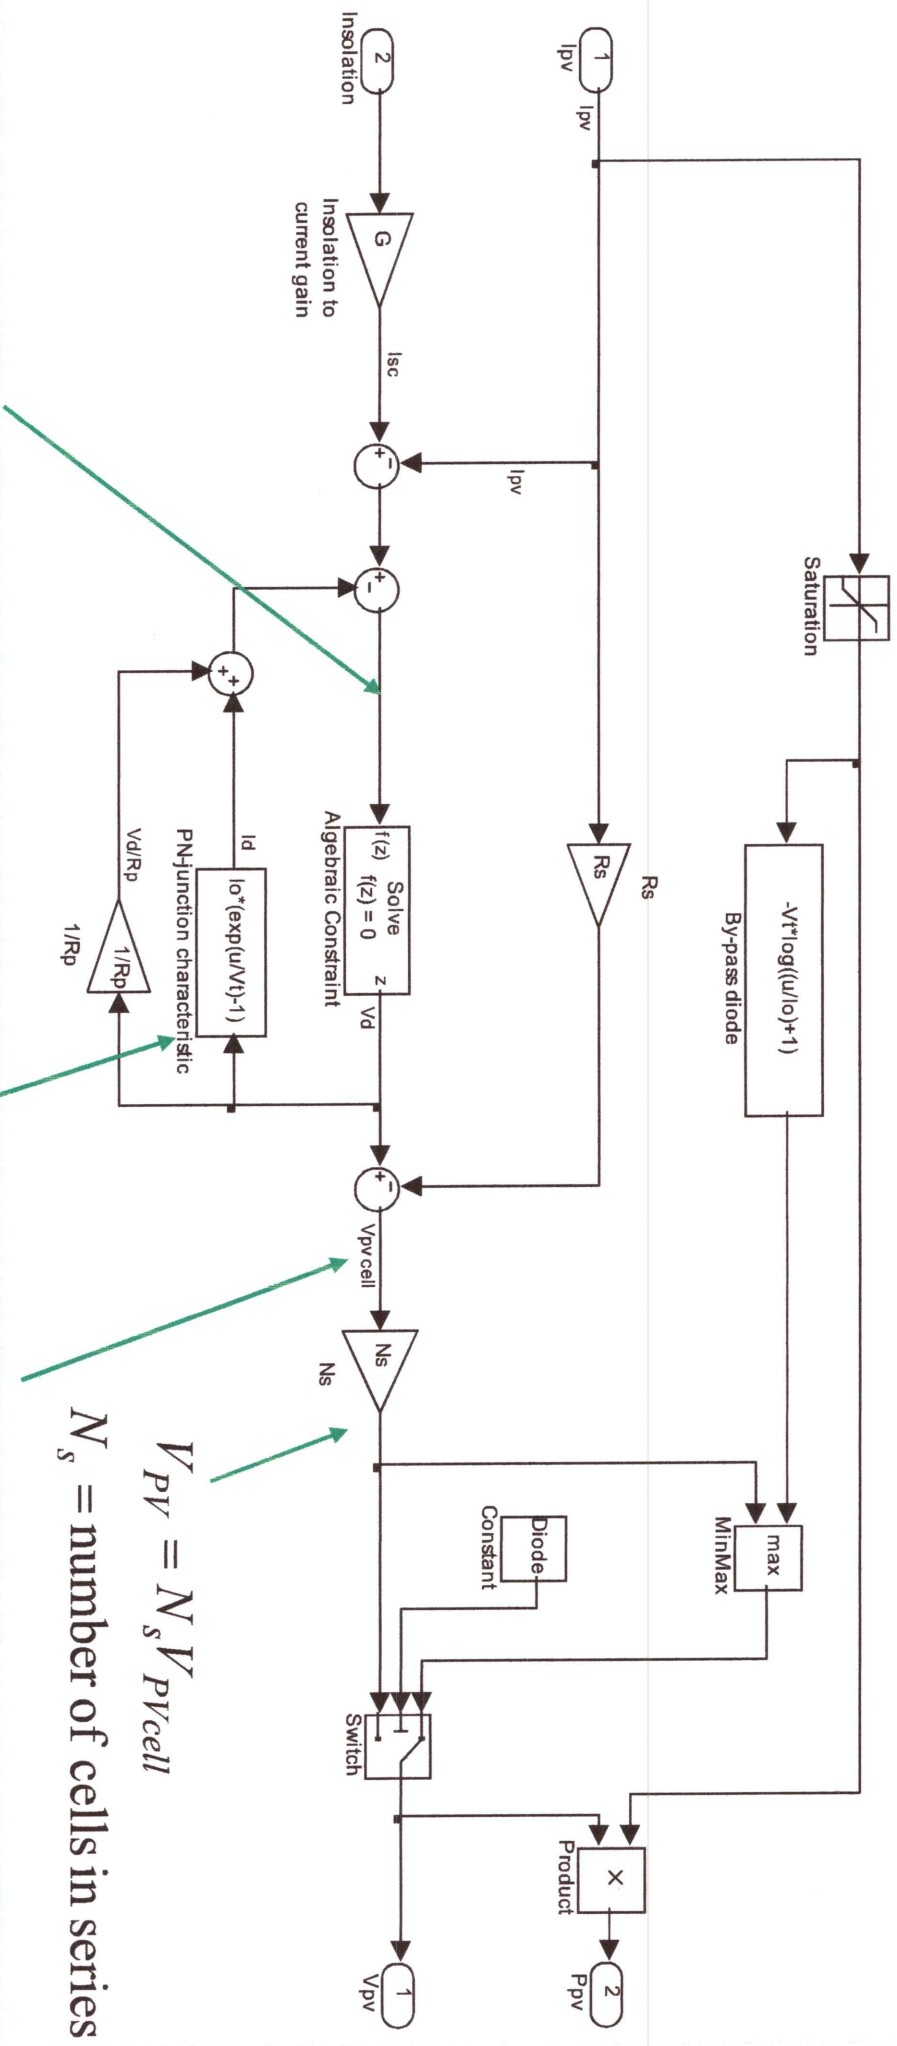 1
Ipv
Ipv
Saturation
-Vt*log((u/Io)+1)
By-pass diode
max
MinMax
Rs
Rs
Ipv
2
Insolation
G
Insolation to
current gain
Isc
+
-
+
-
Solve
f(z) f(z) = 0 z
Algebraic Constraint
Vd
+
-
Vpvcell
Ns
Ns
Diode
Constant
Switch
×
Product
2
Ppv
1
Vpv
+
+
Id
Io*(exp(u/Vt)-1)
PN-junction characteristic
Vd/Rp
1/Rp
1/Rp
V_PV = N_s V_PVcell
N_s = number of cells in series